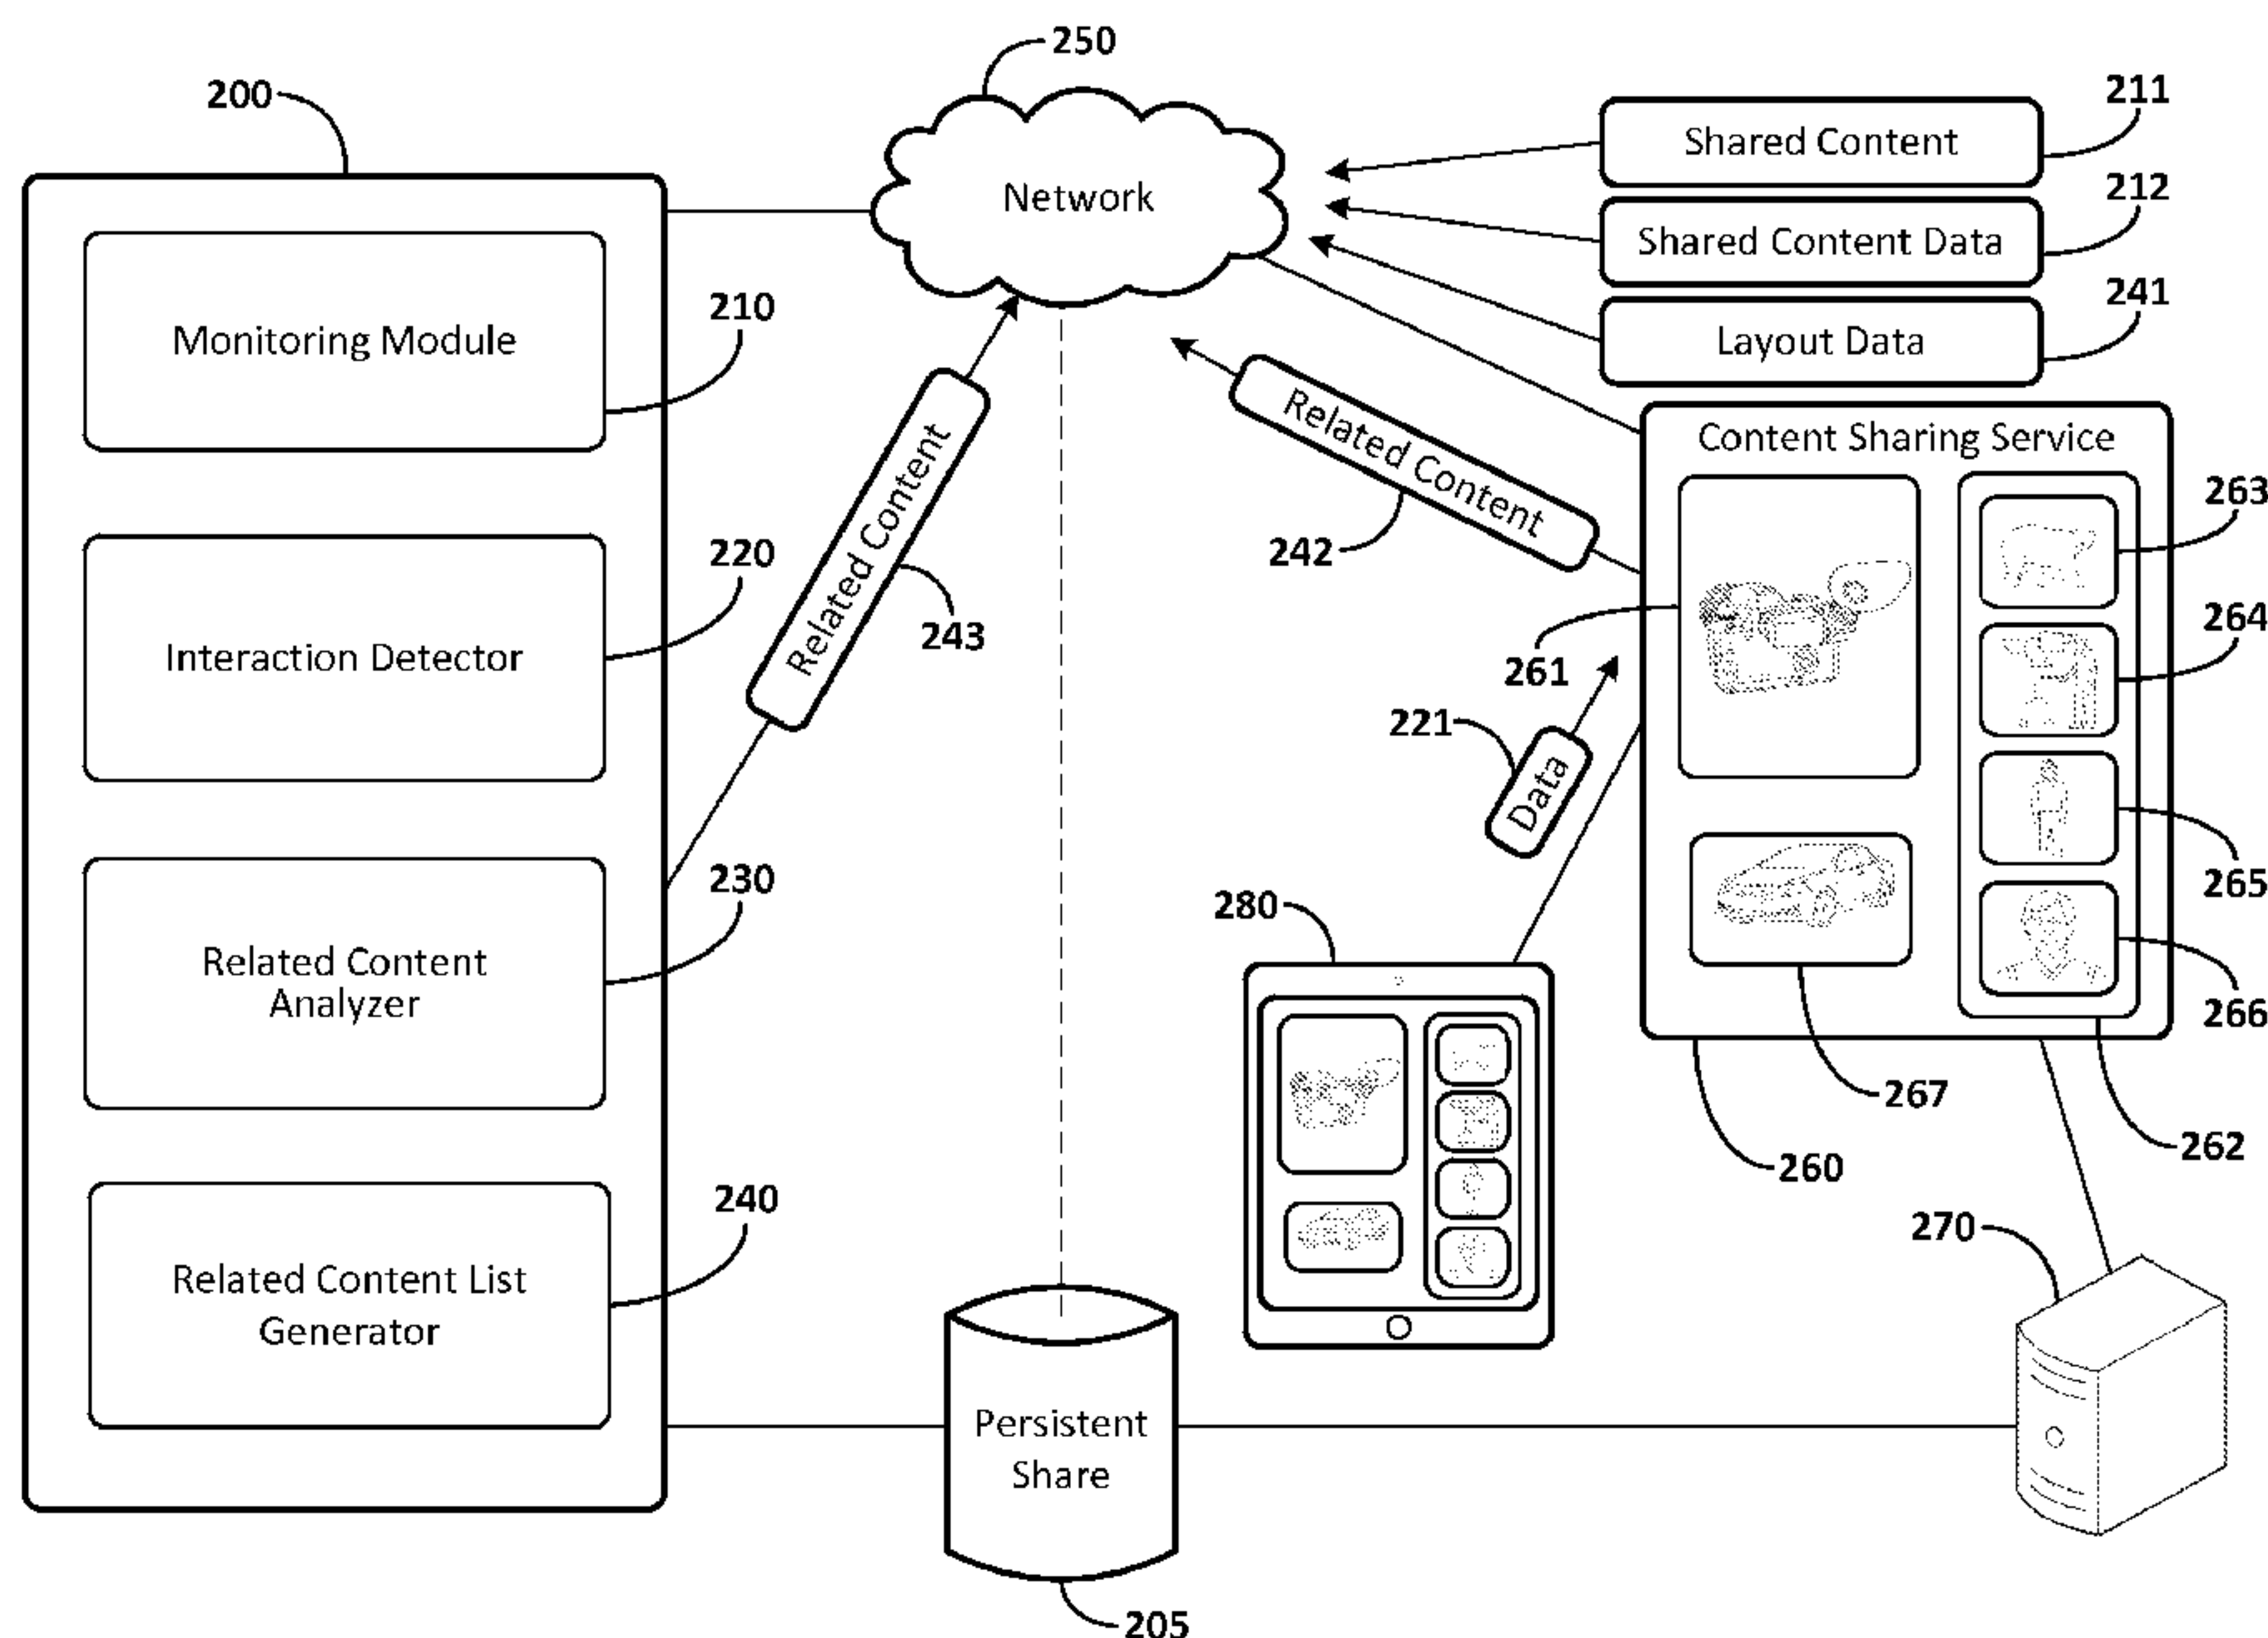 250
200
211
Shared Content
212
Network
Shared Content Data
241
Layout Data
210
Monitoring Module
Related Content
243
Related Content
242
Content Sharing Service
263
264
261
220
Interaction Detector
221
Data
265
266
230
Related Content
Analyzer
280
267
262
260
240
Related Content List
Generator
270
Persistent
Share
205